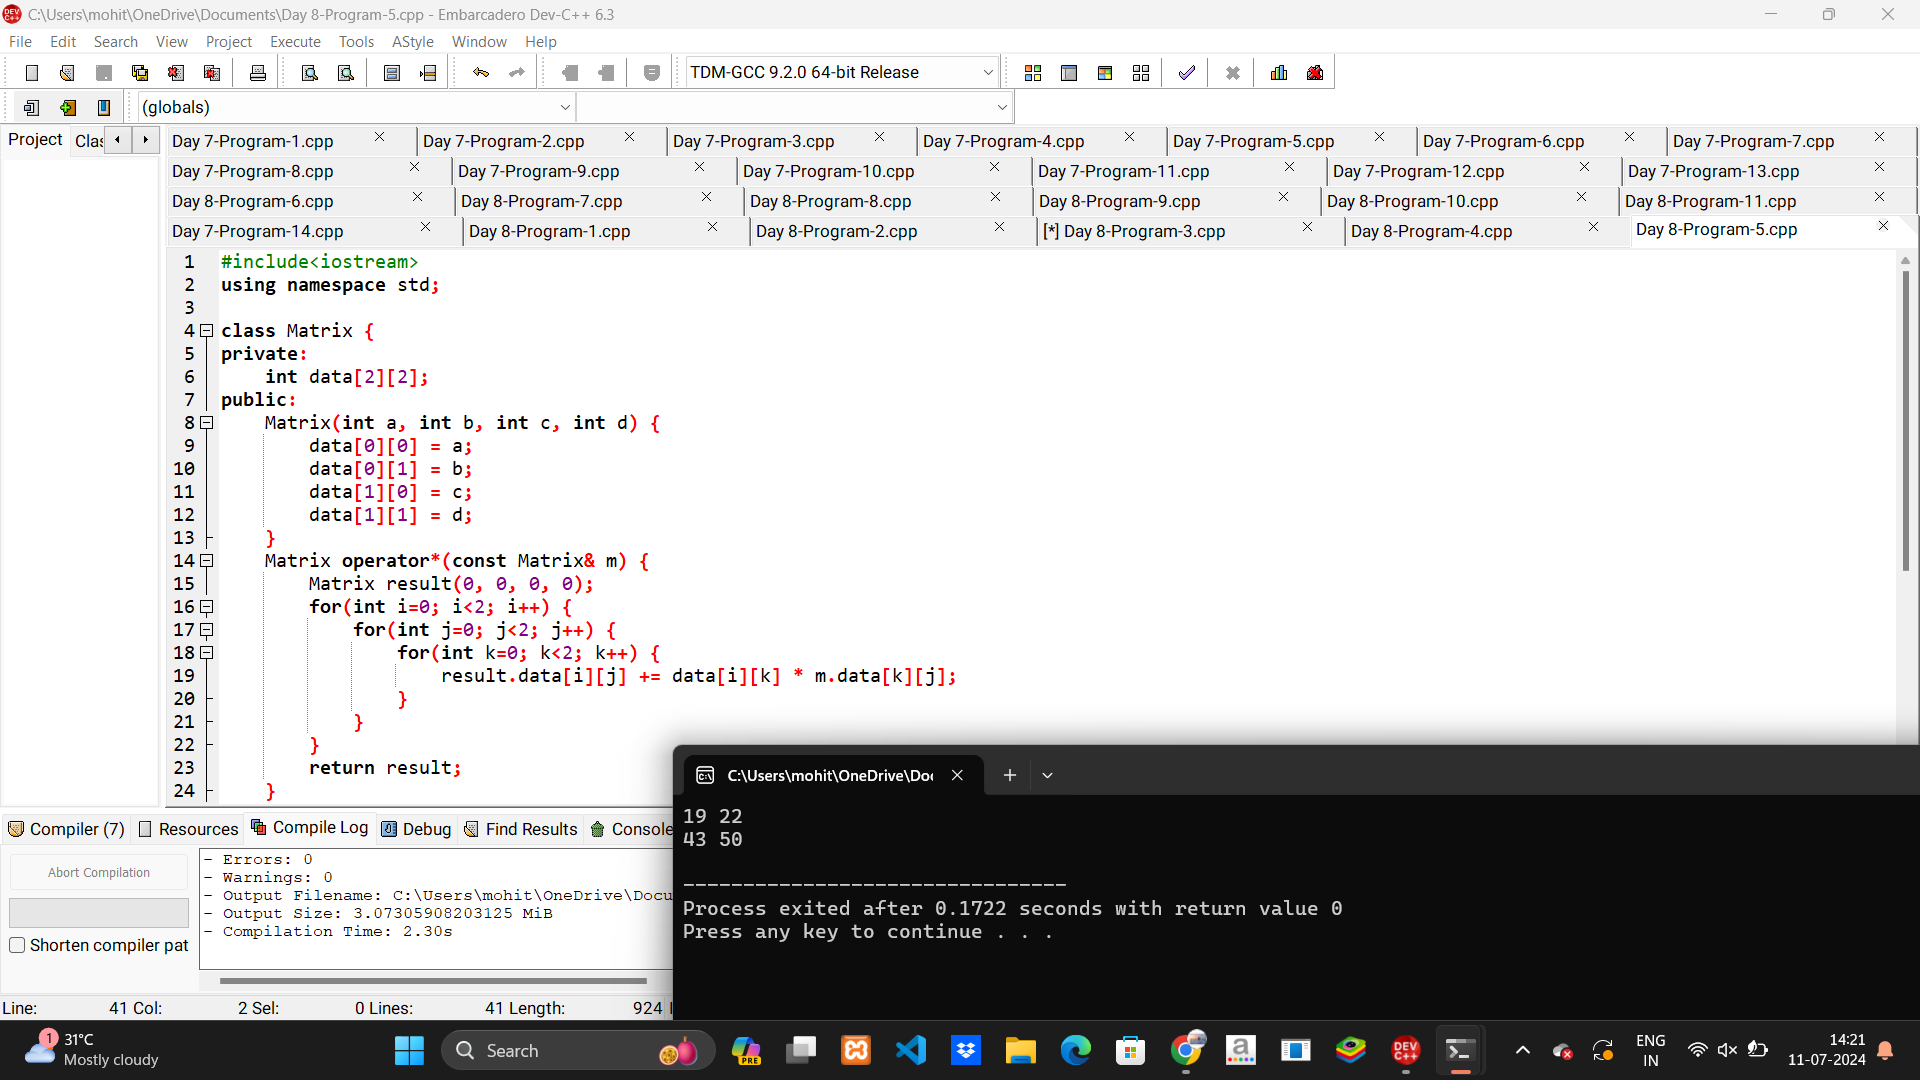 C:\Users\mohit\OneDrive\Documents\Day 8-Program-5.cpp - Embarcadero Dev-C++ 6.3
File Edit Search View Project Execute Tools AStyle Window Help
TDM-GCC 9.2.0 64-bit Release
(globals)
Project Clas
Day 7-Program-1.cpp Day 7-Program-2.cpp Day 7-Program-3.cpp Day 7-Program-4.cpp Day 7-Program-5.cpp Day 7-Program-6.cpp Day 7-Program-7.cpp
Day 7-Program-8.cpp Day 7-Program-9.cpp Day 7-Program-10.cpp Day 7-Program-11.cpp Day 7-Program-12.cpp Day 7-Program-13.cpp
Day 8-Program-6.cpp Day 8-Program-7.cpp Day 8-Program-8.cpp Day 8-Program-9.cpp Day 8-Program-10.cpp Day 8-Program-11.cpp
Day 7-Program-14.cpp Day 8-Program-1.cpp Day 8-Program-2.cpp [*] Day 8-Program-3.cpp Day 8-Program-4.cpp Day 8-Program-5.cpp
1 #include<iostream>
2 using namespace std;
3
4 class Matrix {
5 private:
6 int data[2][2];
7 public:
8 Matrix(int a, int b, int c, int d) {
9 data[0][0] = a;
10 data[0][1] = b;
11 data[1][0] = c;
12 data[1][1] = d;
13 }
14 Matrix operator*(const Matrix& m) {
15 Matrix result(0, 0, 0, 0);
16 for(int i=0; i<2; i++) {
17 for(int j=0; j<2; j++) {
18 for(int k=0; k<2; k++) {
19 result.data[i][j] += data[i][k] * m.data[k][j];
20 }
21 }
22 }
23 return result;
24 }
C:\Users\mohit\OneDrive\Do
19 22
43 50
--------------------------------
Process exited after 0.1722 seconds with return value 0
Press any key to continue . . .
Compiler (7) Resources Compile Log Debug Find Results Console
Abort Compilation
Shorten compiler pat
- Errors: 0
- Warnings: 0
- Output Filename: C:\Users\mohit\OneDrive\Docu
- Output Size: 3.07305908203125 MiB
- Compilation Time: 2.30s
Line: 41 Col: 2 Sel: 0 Lines: 41 Length: 924
1
31°C
Mostly cloudy
Search
PRE
DEV C++
ENG
IN
14:21
11-07-2024